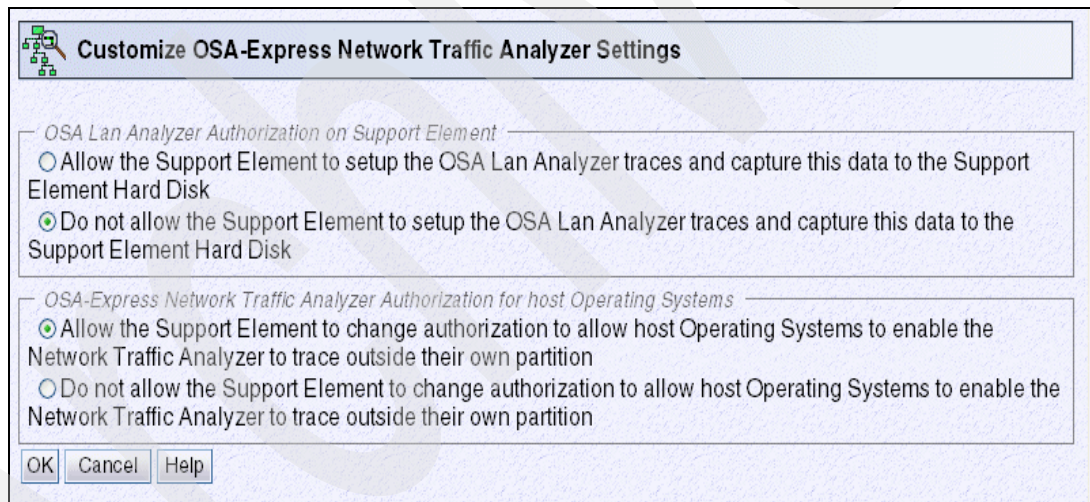 Customize OSA-Express Network Traffic Analyzer Settings
OSA Lan Analyzer Authorization on Support Element
Allow the Support Element to setup the OSA Lan Analyzer traces and capture this data to the Support
Element Hard Disk
Do not allow the Support Element to setup the OSA Lan Analyzer traces and capture this data to the
Support Element Hard Disk
OSA-Express Network Traffic Analyzer Authorization for host Operating Systems
Allow the Support Element to change authorization to allow host Operating Systems to enable the
Network Traffic Analyzer to trace outside their own partition
Do not allow the Support Element to change authorization to allow host Operating Systems to enable the
Network Traffic Analyzer to trace outside their own partition
OK Cancel Help